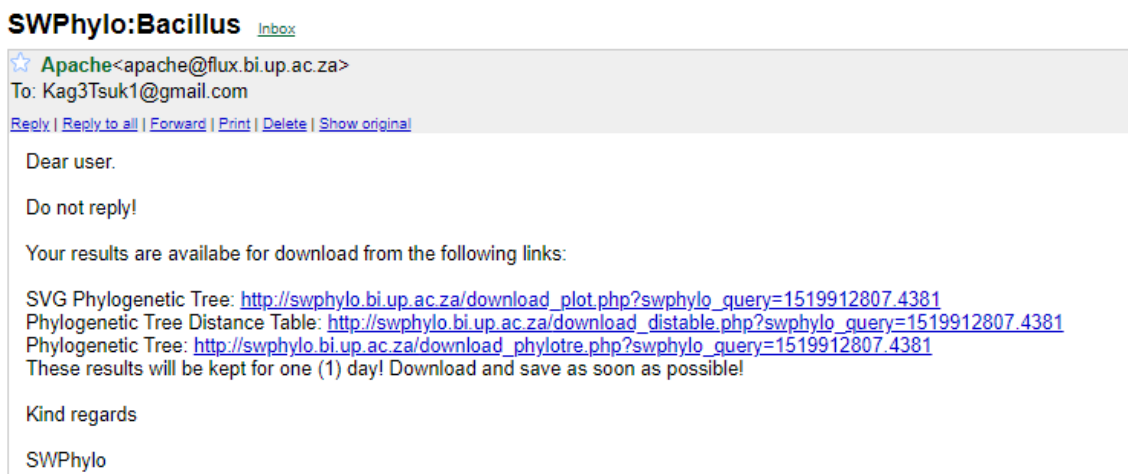 SWPhylo:Bacillus Inbox
Apache<apache@flux.bi.up.ac.za>
To: Kag3Tsuk1@gmail.com
Reply | Reply to all | Forward | Print | Delete | Show original
Dear user.
Do not reply!
Your results are availabe for download from the following links:
SVG Phylogenetic Tree: http://swphylo.bi.up.ac.za/download_plot.php?swphylo_query=1519912807.4381
Phylogenetic Tree Distance Table: http://swphylo.bi.up.ac.za/download_distable.php?swphylo_query=1519912807.4381
Phylogenetic Tree: http://swphylo.bi.up.ac.za/download_phylotre.php?swphylo_query=1519912807.4381
These results will be kept for one (1) day! Download and save as soon as possible!
Kind regards
SWPhylo